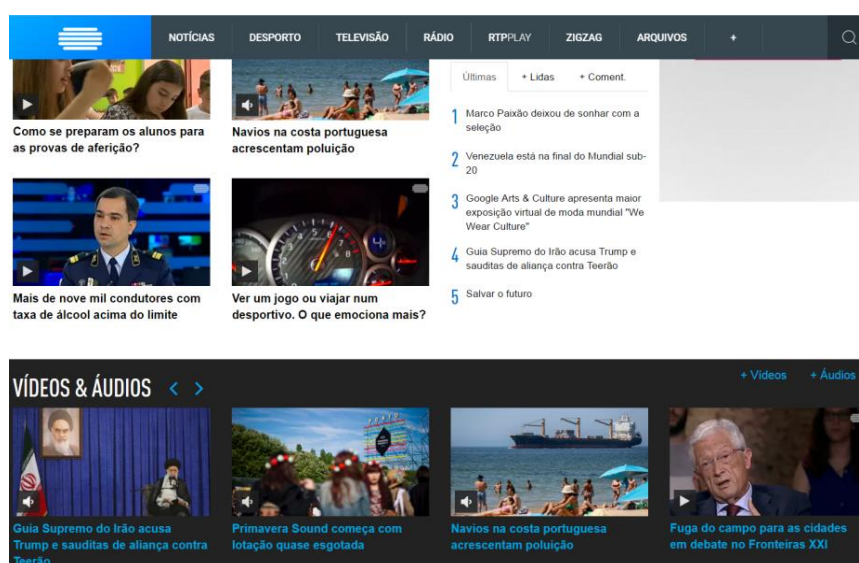 NOTÍCIAS
DESPORTO
TELEVISÃO
RÁDIO
RTPPLAY
ZIGZAG
ARQUIVOS
+
Como se preparam os alunos para
as provas de aferição?
Navios na costa portuguesa
acrescentam poluição
Mais de nove mil condutores com
taxa de álcool acima do limite
Ver um jogo ou viajar num
desportivo. O que emociona mais?
Últimas
+ Lidas
+ Coment.
1 Marco Paixão deixou de sonhar com a
seleção
2 Venezuela está na final do Mundial sub-
20
3 Google Arts & Culture apresenta maior
exposição virtual de moda mundial "We
Wear Culture"
4 Guia Supremo do Irão acusa Trump e
sauditas de aliança contra Teerão
5 Salvar o futuro
VÍDEOS & ÁUDIOS < >
+ Vídeos
+ Áudios
Guia Supremo do Irão acusa
Trump e sauditas de aliança contra
Teerão
Primavera Sound começa com
lotação quase esgotada
Navios na costa portuguesa
acrescentam poluição
Fuga do campo para as cidades
em debate no Fronteiras XXI